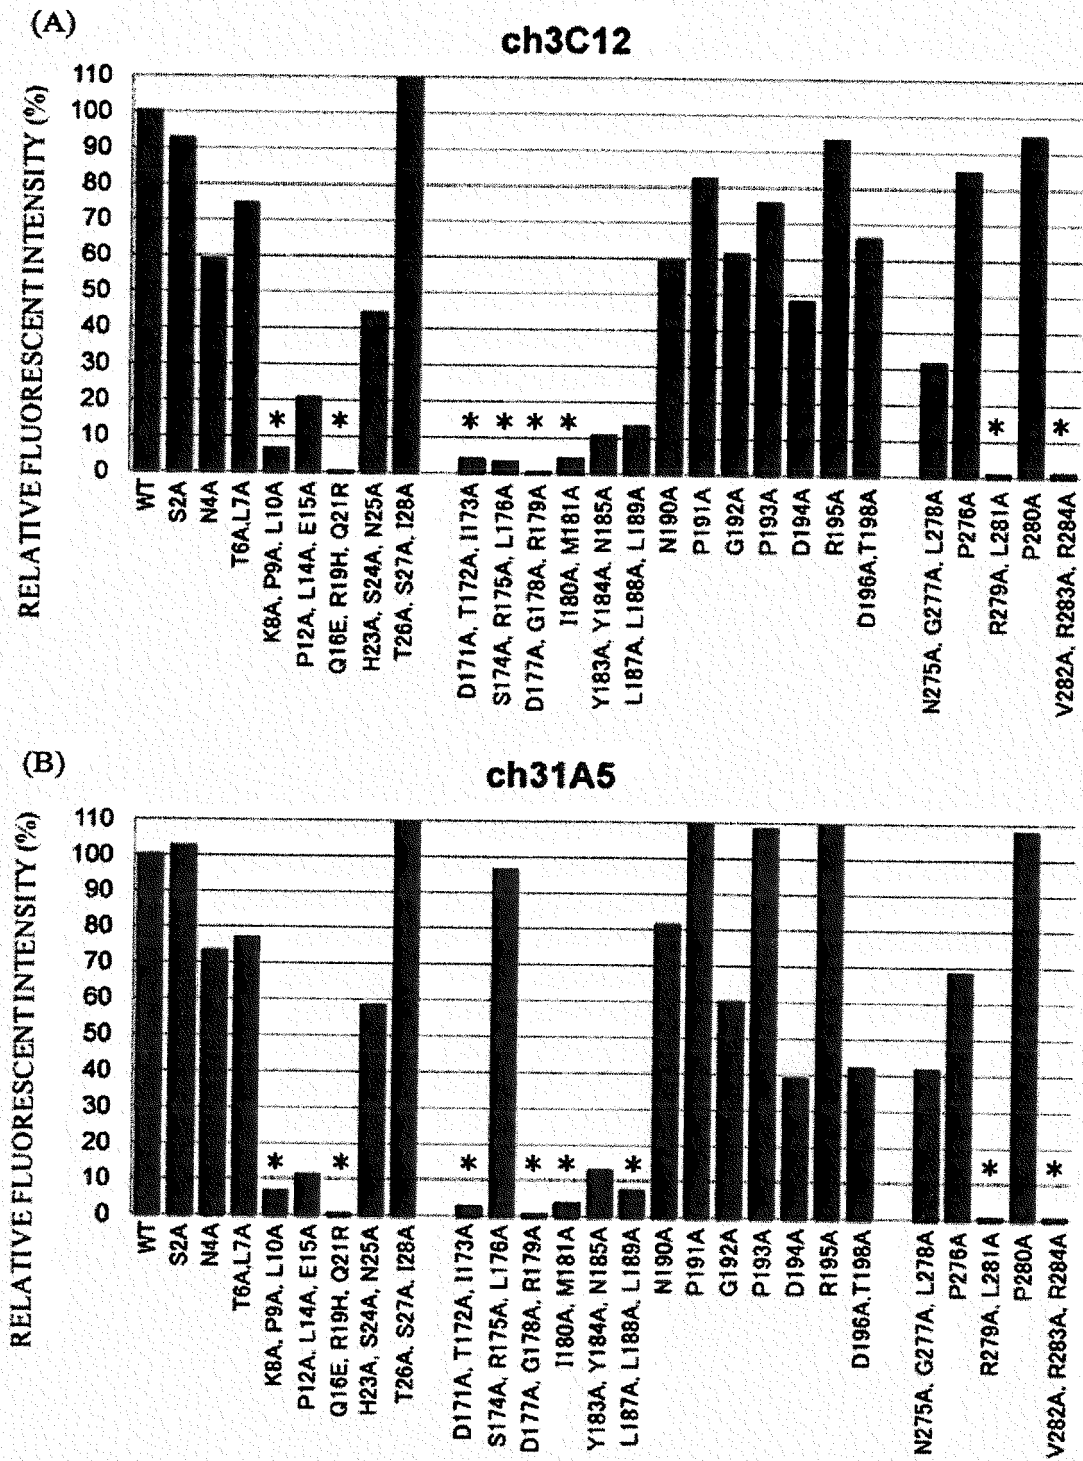 (A)
ch3C12
RELATIVE FLUORESCENT INTENSITY (%)
110
100
90
80
70
60
50
40
30
20
10
0
* * * * * * * *
WT
S2A
N4A
T6A,L7A
K8A, P9A, L10A
P12A, L14A, E15A
Q16E, R19H, Q21R
H23A, S24A, N25A
T26A, S27A, I28A
D171A, T172A, I173A
S174A, R175A, L176A
D177A, G178A, R179A
I180A, M181A
Y183A, Y184A, N185A
L187A, L188A, L189A
N190A
P191A
G192A
P193A
D194A
R195A
D196A,T198A
N275A, G277A, L278A
P276A
R279A, L281A
P280A
V282A, R283A, R284A
(B)
ch31A5
RELATIVE FLUORESCENT INTENSITY (%)
110
100
90
80
70
60
50
40
30
20
10
0
* * * * * * * *
WT
S2A
N4A
T6A,L7A
K8A, P9A, L10A
P12A, L14A, E15A
Q16E, R19H, Q21R
H23A, S24A, N25A
T26A, S27A, I28A
D171A, T172A, I173A
S174A, R175A, L176A
D177A, G178A, R179A
I180A, M181A
Y183A, Y184A, N185A
L187A, L188A, L189A
N190A
P191A
G192A
P193A
D194A
R195A
D196A,T198A
N275A, G277A, L278A
P276A
R279A, L281A
P280A
V282A, R283A, R284A